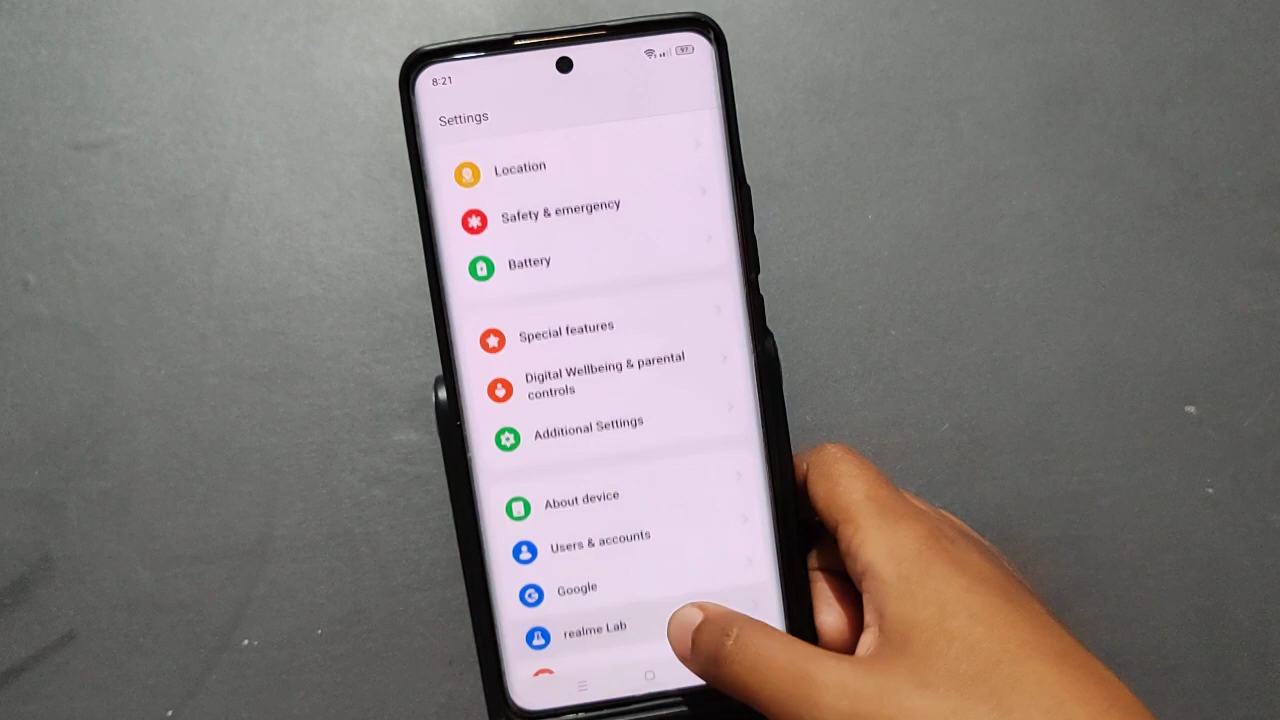 8:21
97
Settings
Location
Safety & emergency
Battery
Special features
Digital Wellbeing & parental
controls
Additional Settings
About device
Users & accounts
Google
realme Lab